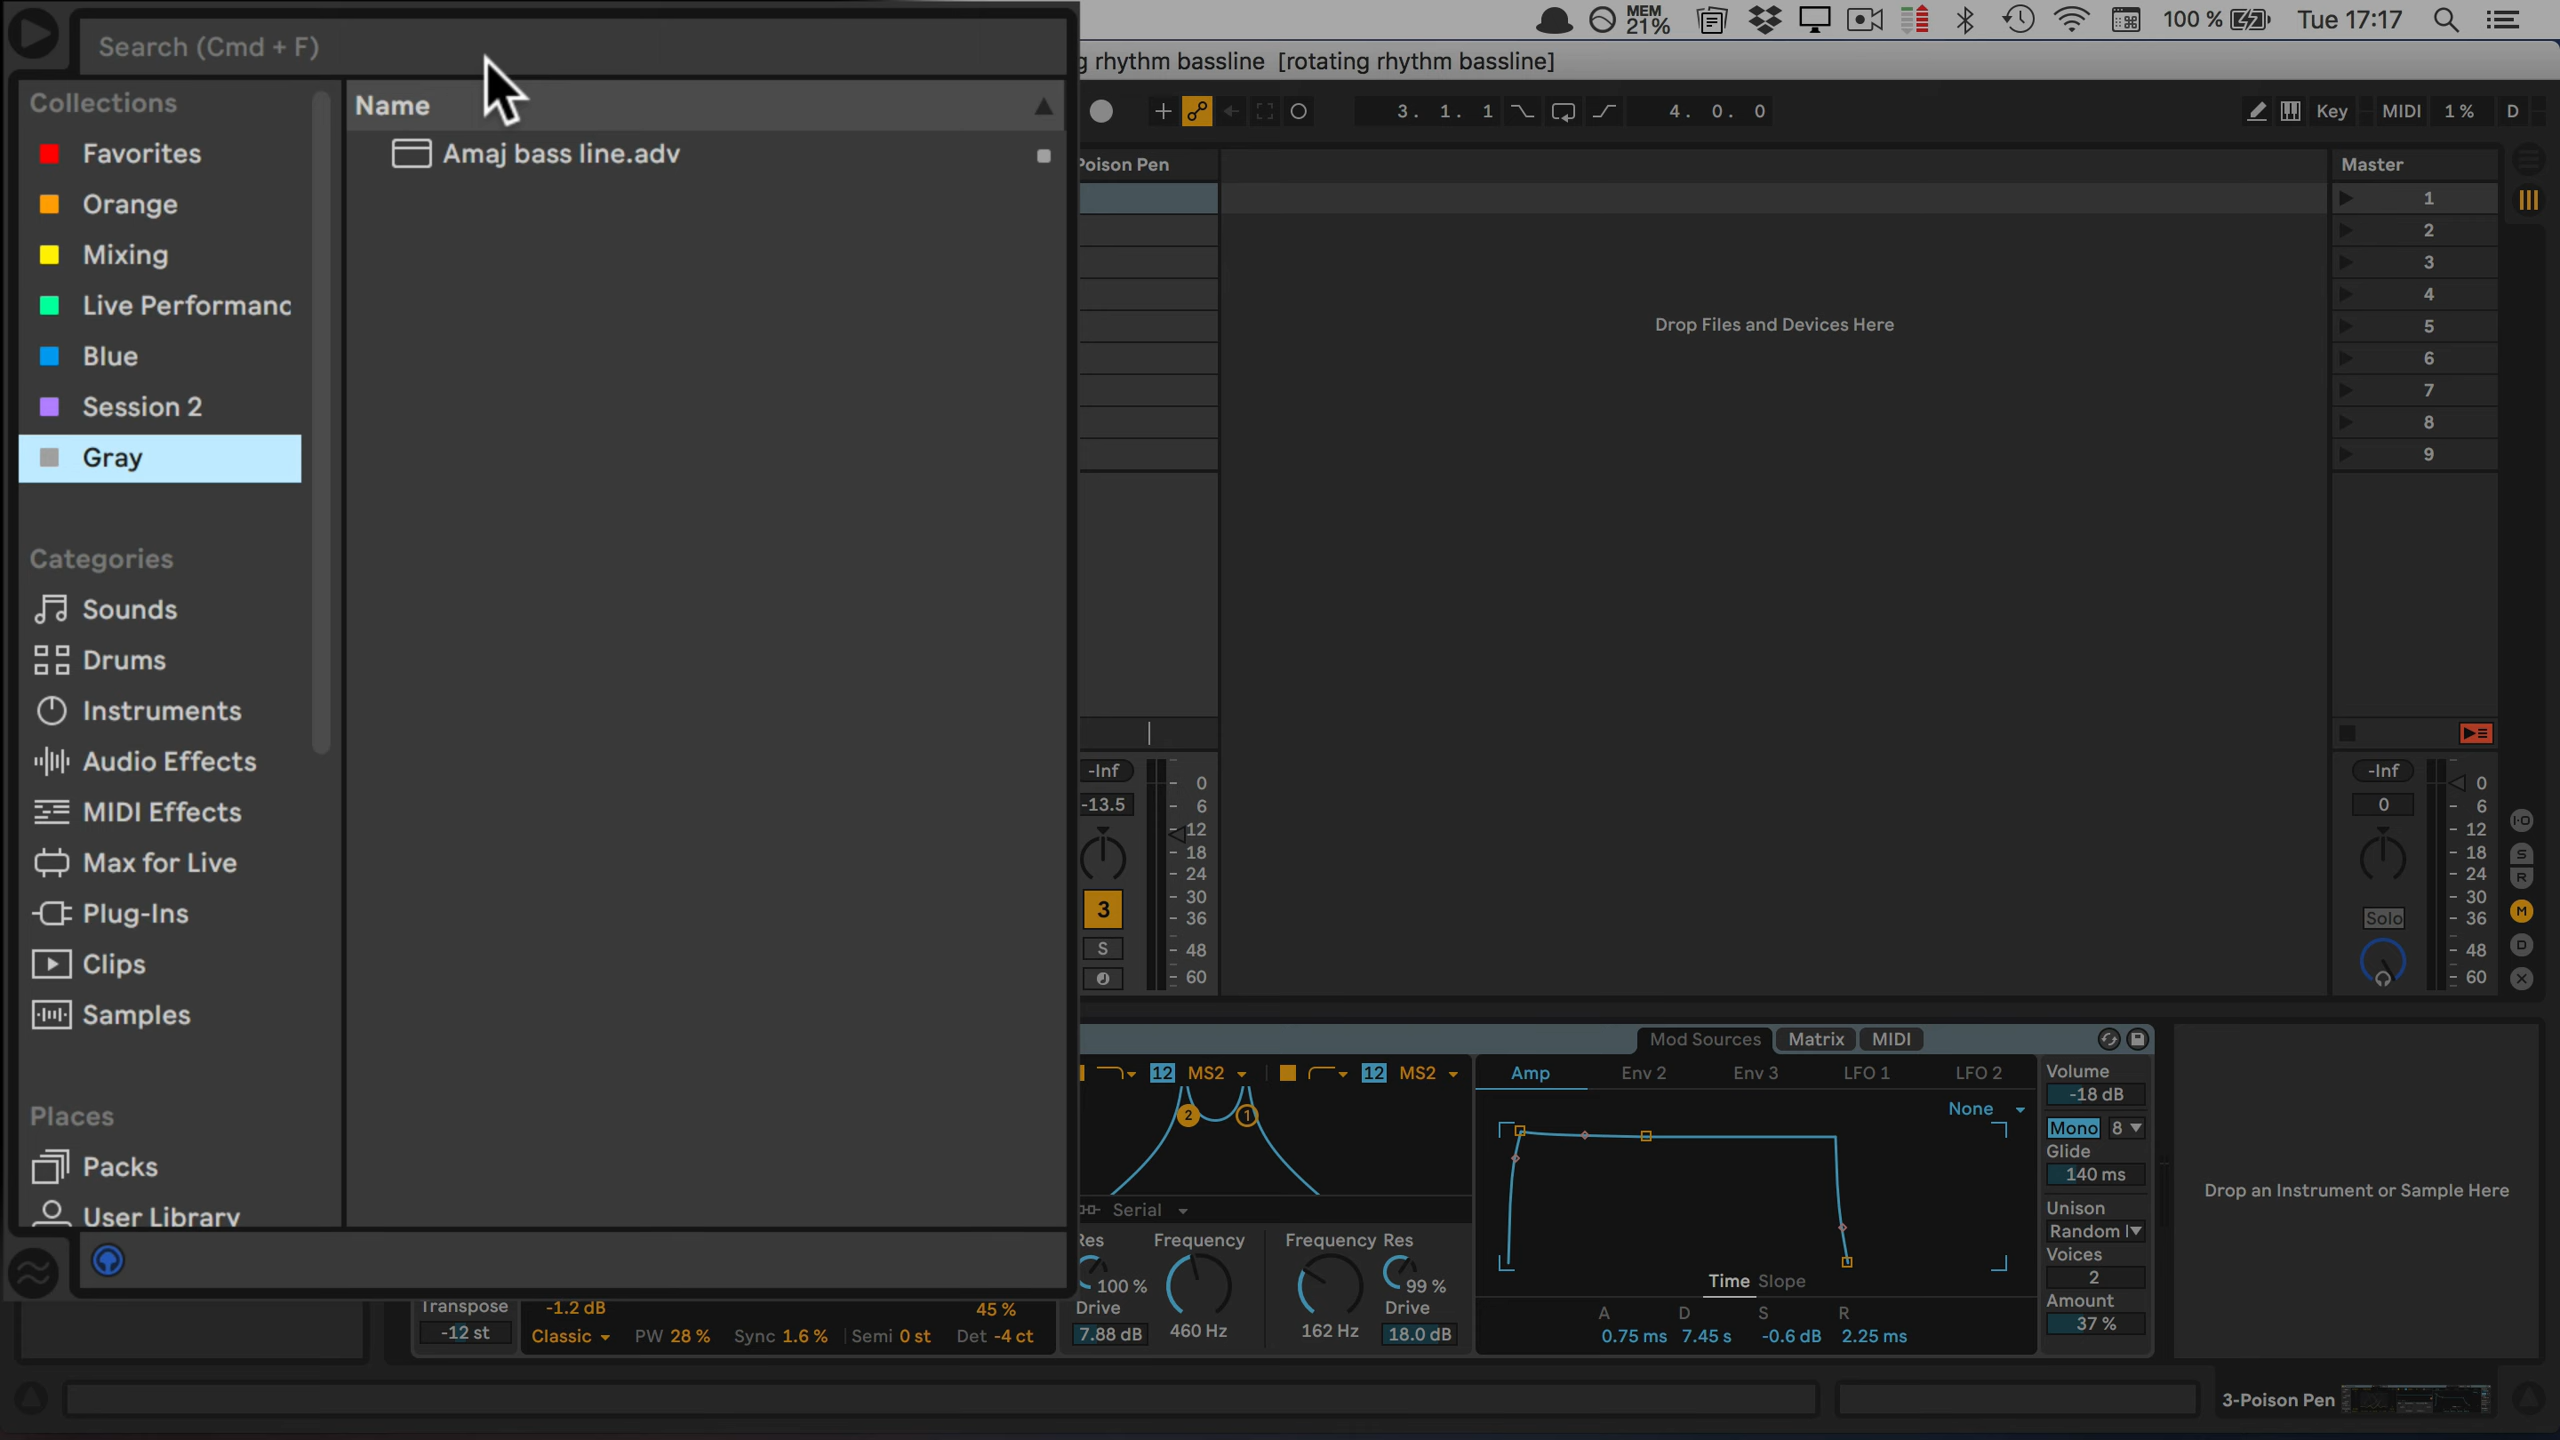 Search (Cmd + F)
MEM
21%
100 %
Tue 17:17
g rhythm bassline [rotating rhythm bassline]
Collections
Name
Favorites
Amaj bass line.adv
Orange
Mixing
Live Performanc
Blue
Session 2
Gray
Categories
Sounds
Drums
Instruments
Audio Effects
MIDI Effects
Max for Live
Plug-Ins
Clips
Samples
Places
Packs
User Library
3. 1. 1
4. 0. 0
Key
MIDI
1 %
D
Poison Pen
Master
1
2
3
4
5
6
7
8
9
Drop Files and Devices Here
-Inf
-13.5
0
6
12
18
24
30
36
48
60
3
S
-Inf
0
0
6
12
18
24
30
36
48
60
Solo
I·O
S
R
M
D
X
Mod Sources
Matrix
MIDI
12 MS2
12 MS2
Amp
Env 2
Env 3
LFO 1
LFO 2
None
2
1
Serial
Res
Frequency
Frequency
Res
100 %
99 %
Drive
460 Hz
162 Hz
Drive
7.88 dB
18.0 dB
Time
Slope
A
D
S
R
0.75 ms
7.45 s
-0.6 dB
2.25 ms
Volume
-18 dB
Mono
8
Glide
140 ms
Unison
Random
Voices
2
Amount
37 %
Drop an Instrument or Sample Here
Transpose
-12 st
-1.2 dB
45 %
Classic
PW 28 %
Sync 1.6 %
Semi 0 st
Det -4 ct
3-Poison Pen